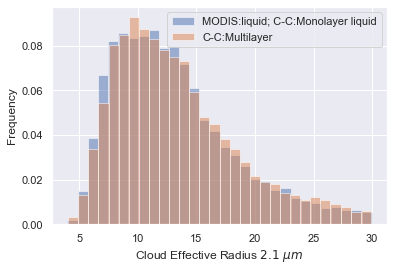 MODIS:liquid; C-C:Monolayer liquid
C-C:Multilayer
0.08
0.06
0.04
0.02
0.00
Frequency
5 10 15 20 25 30
Cloud Effective Radius 2.1 μm